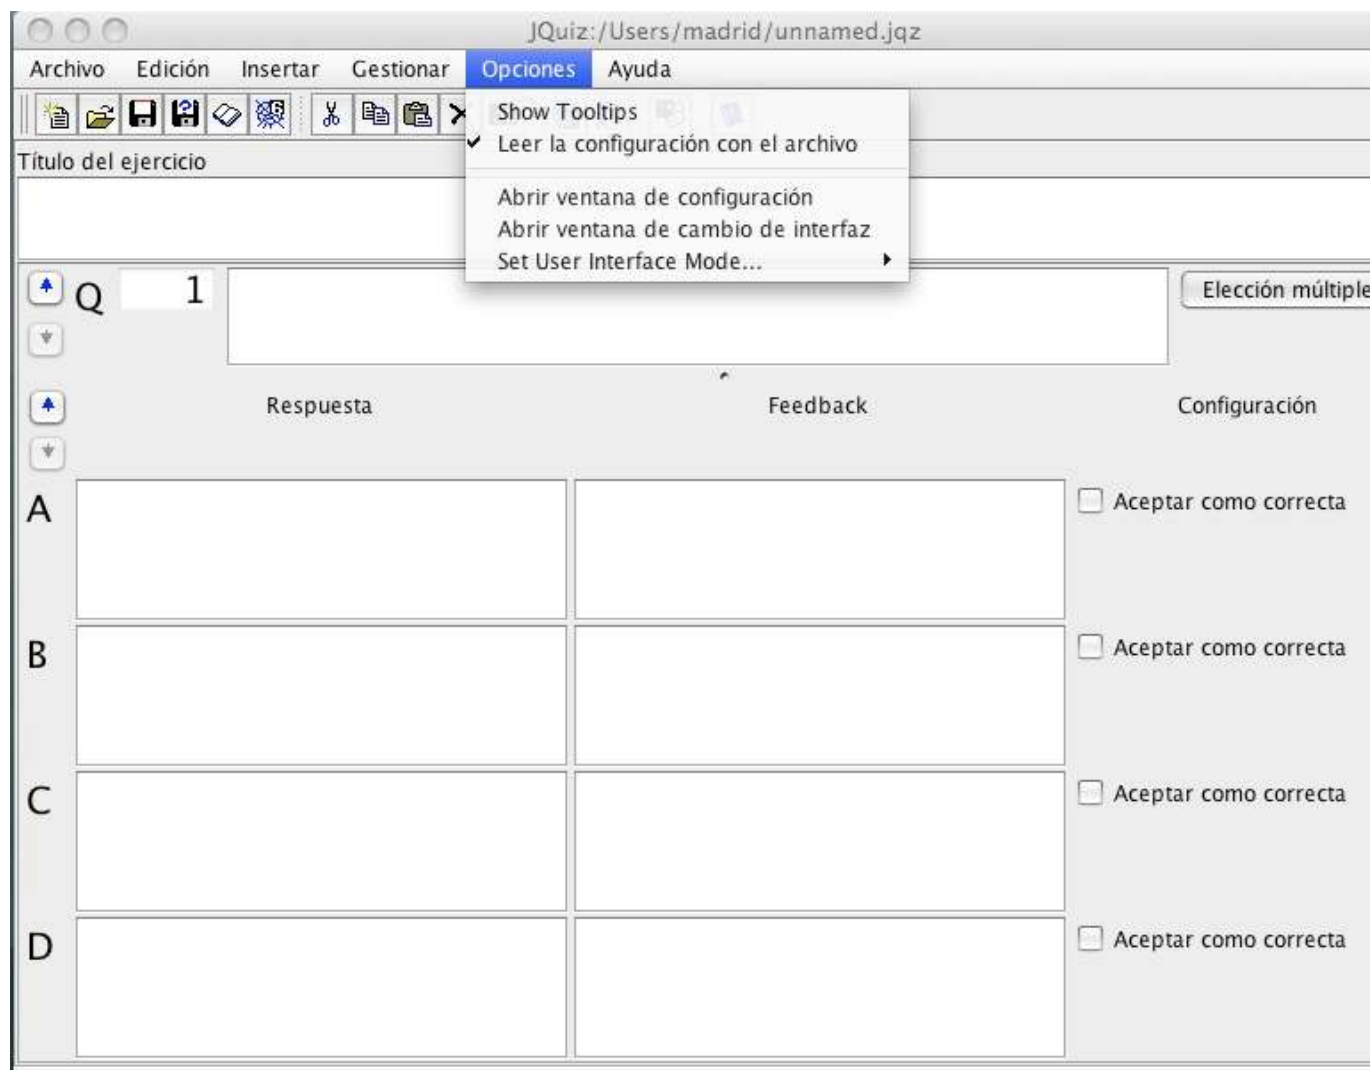 JQuiz:/Users/madrid/unnamed.jqz
Archivo Edición Insertar Gestionar Opciones Ayuda
Show Tooltips
✓ Leer la configuración con el archivo
Título del ejercicio
Abrir ventana de configuración
Abrir ventana de cambio de interfaz
Set User Interface Mode...
Q 1 Elección múltiple
Respuesta Feedback Configuración
A Aceptar como correcta
B Aceptar como correcta
C Aceptar como correcta
D Aceptar como correcta